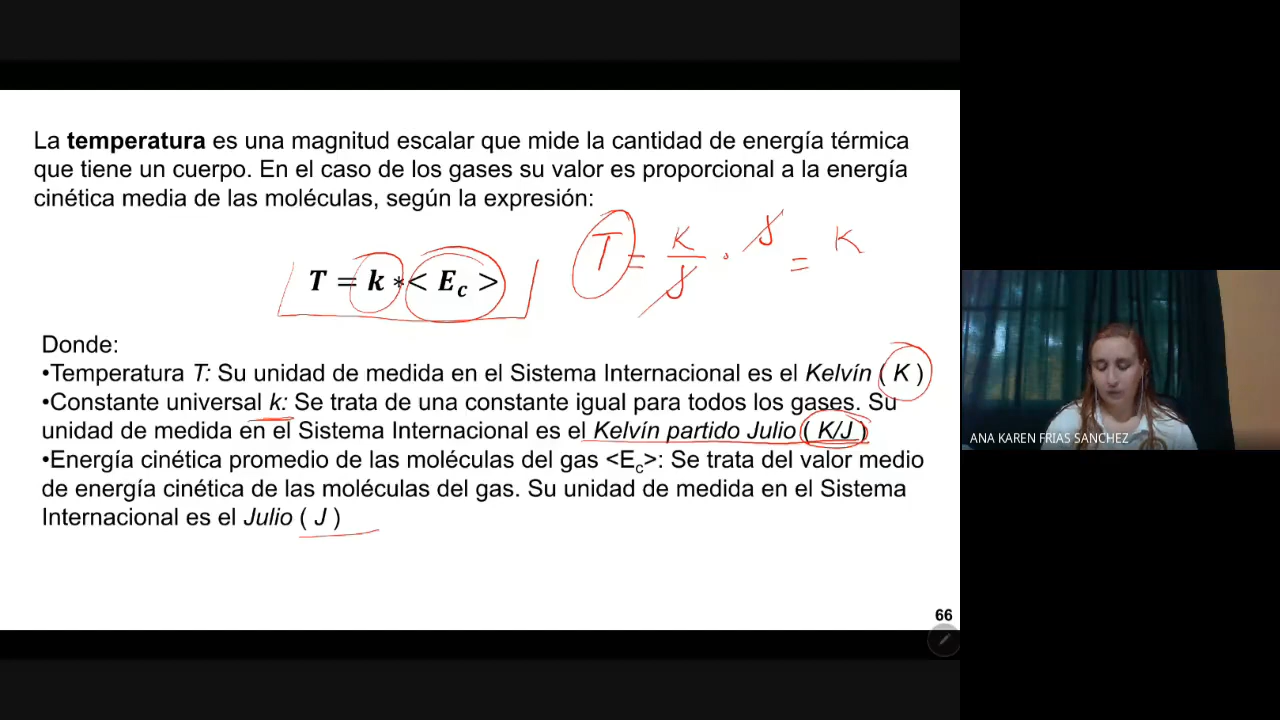 La temperatura es una magnitud escalar que mide la cantidad de energía térmica
que tiene un cuerpo. En el caso de los gases su valor es proporcional a la energía
cinética media de las moléculas, según la expresión:
T = k *< Ec >
T = K/J · J = K
Donde:
•Temperatura T: Su unidad de medida en el Sistema Internacional es el Kelvín ( K )
•Constante universal k: Se trata de una constante igual para todos los gases. Su
unidad de medida en el Sistema Internacional es el Kelvín partido Julio ( K/J )
•Energía cinética promedio de las moléculas del gas <Ec>: Se trata del valor medio
de energía cinética de las moléculas del gas. Su unidad de medida en el Sistema
Internacional es el Julio ( J )
66
ANA KAREN FRIAS SANCHEZ